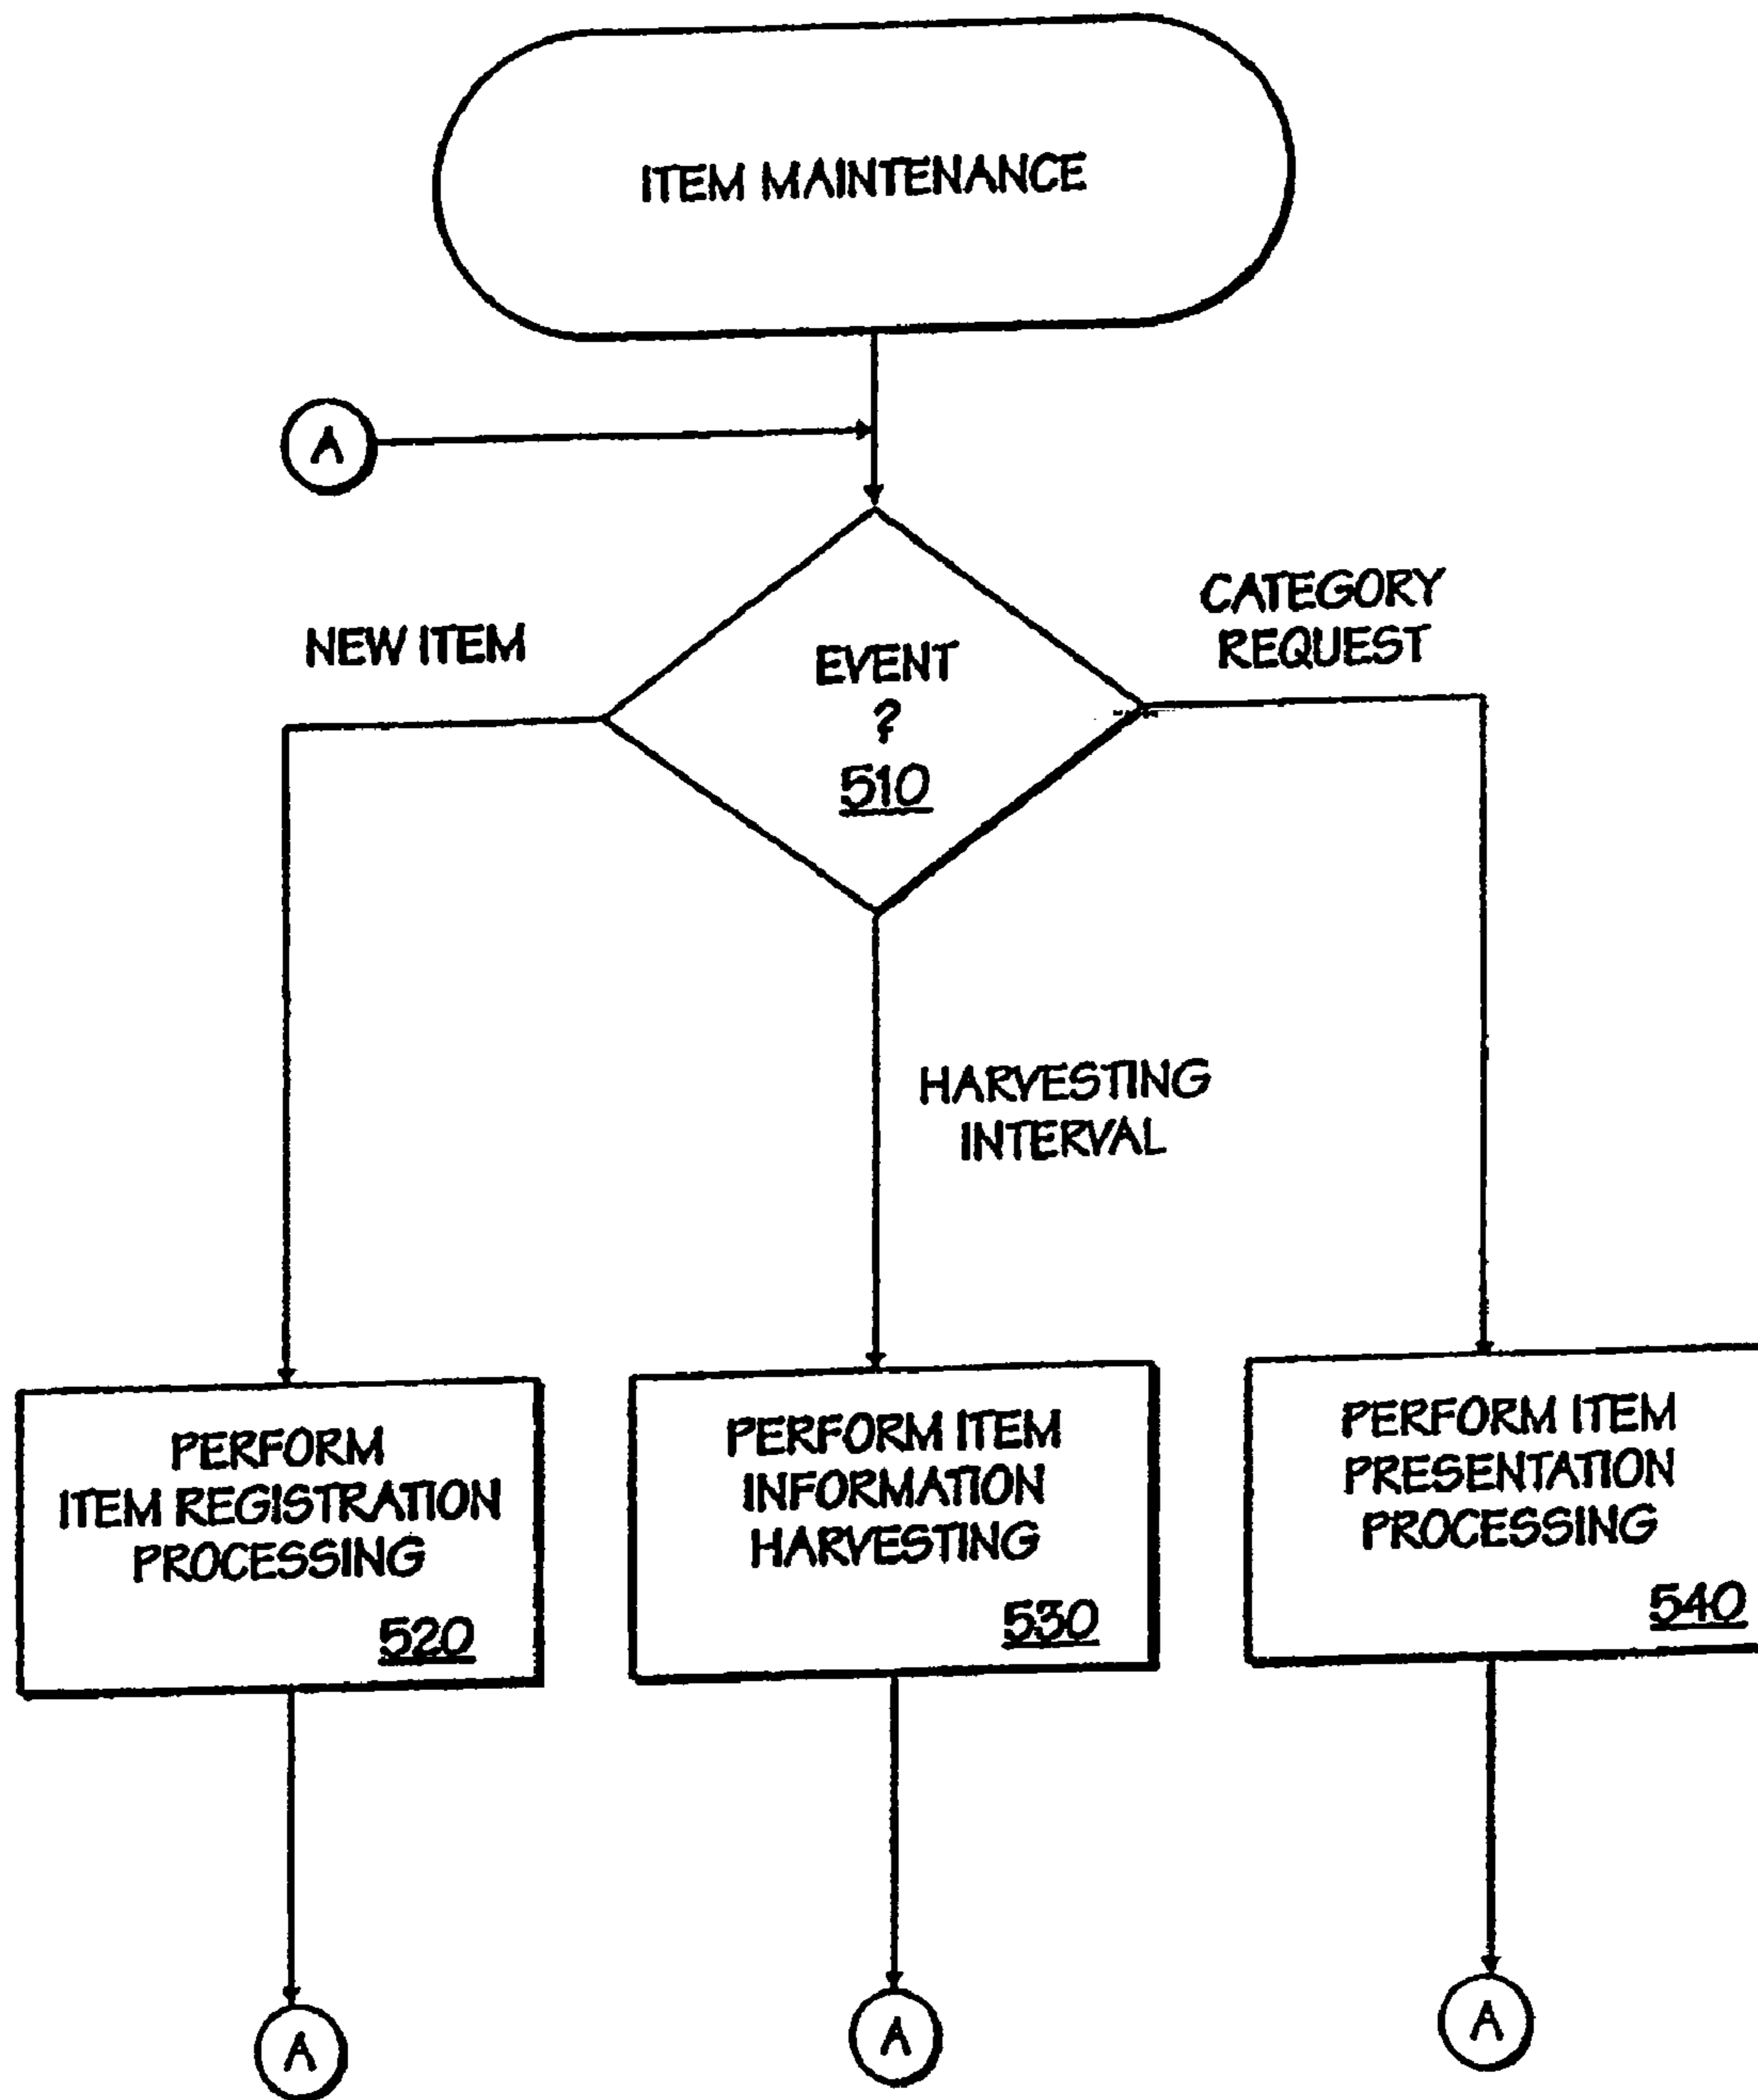 ITEM MAINTENANCE
A
NEW ITEM
EVENT
?
510
CATEGORY
REQUEST
HARVESTING
INTERVAL
PERFORM
ITEM REGISTRATION
PROCESSING
520
PERFORM ITEM
INFORMATION
HARVESTING
530
PERFORM ITEM
PRESENTATION
PROCESSING
540
A
A
A